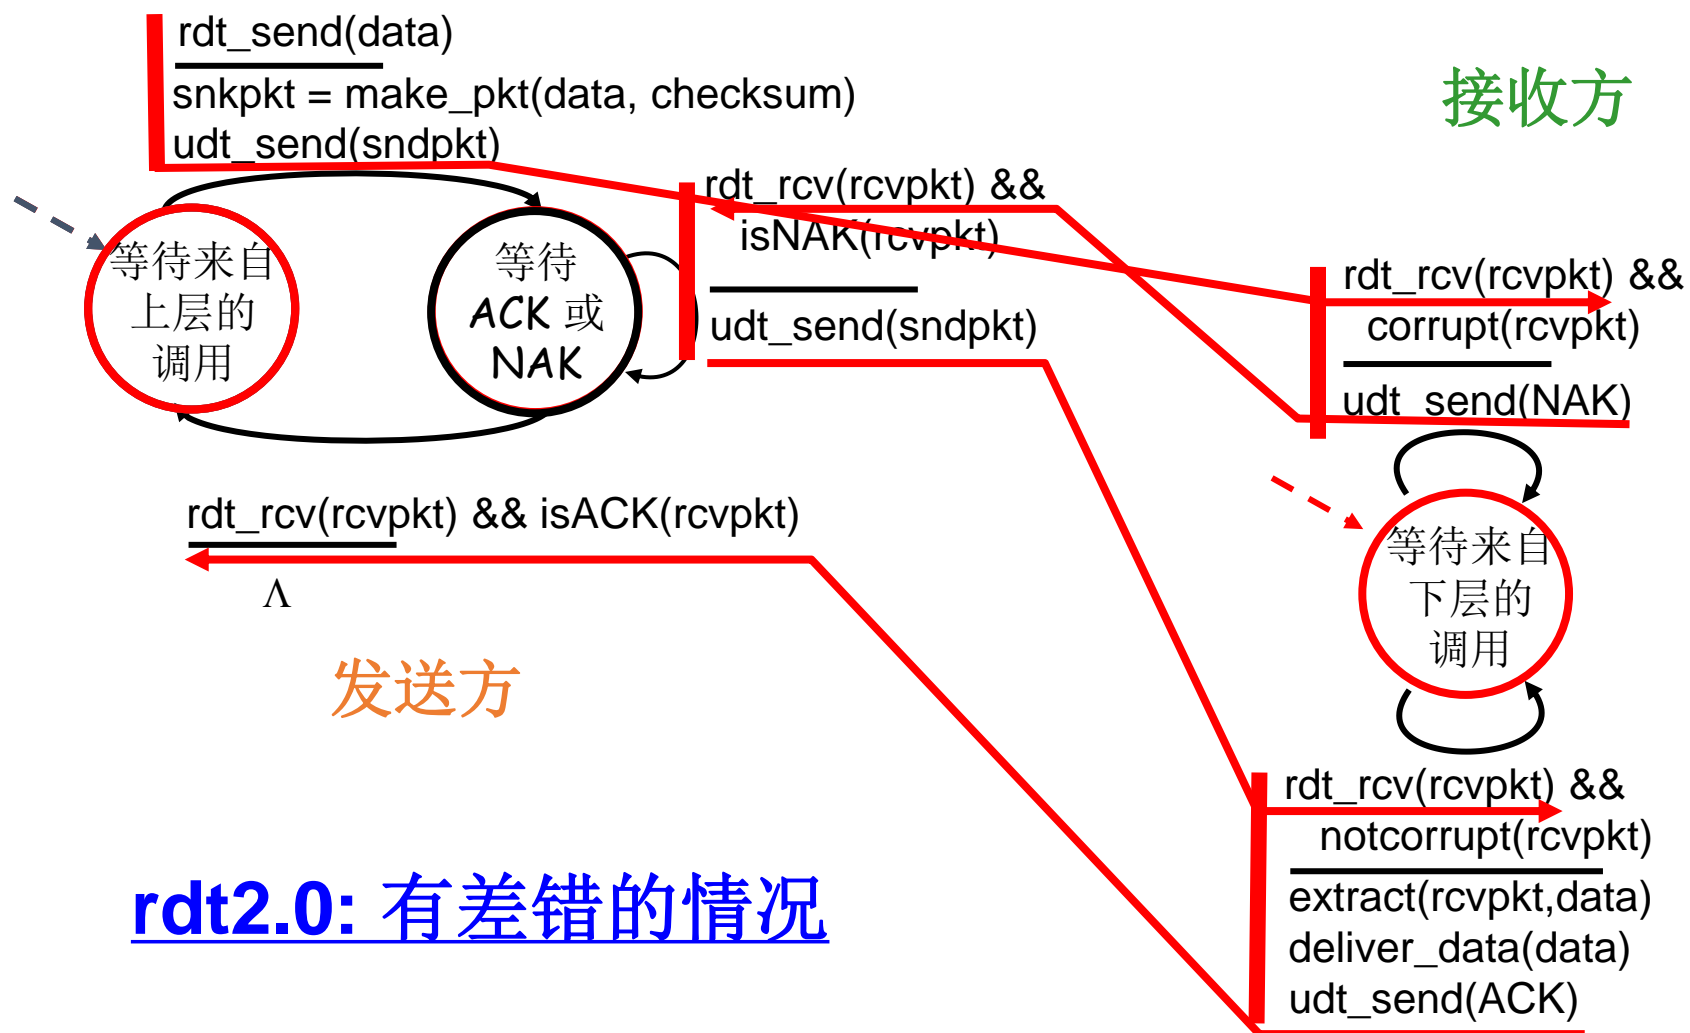 rdt_send(data)
snkpkt = make_pkt(data, checksum)
udt_send(sndpkt)
接收方
rdt_rcv(rcvpkt) &&
isNAK(rcvpkt)
udt_send(sndpkt)
等待来自
上层的
调用
等待
ACK 或
NAK
rdt_rcv(rcvpkt) &&
corrupt(rcvpkt)
udt_send(NAK)
rdt_rcv(rcvpkt) && isACK(rcvpkt)
Λ
发送方
等待来自
下层的
调用
rdt_rcv(rcvpkt) &&
notcorrupt(rcvpkt)
extract(rcvpkt,data)
deliver_data(data)
udt_send(ACK)
rdt2.0: 有差错的情况